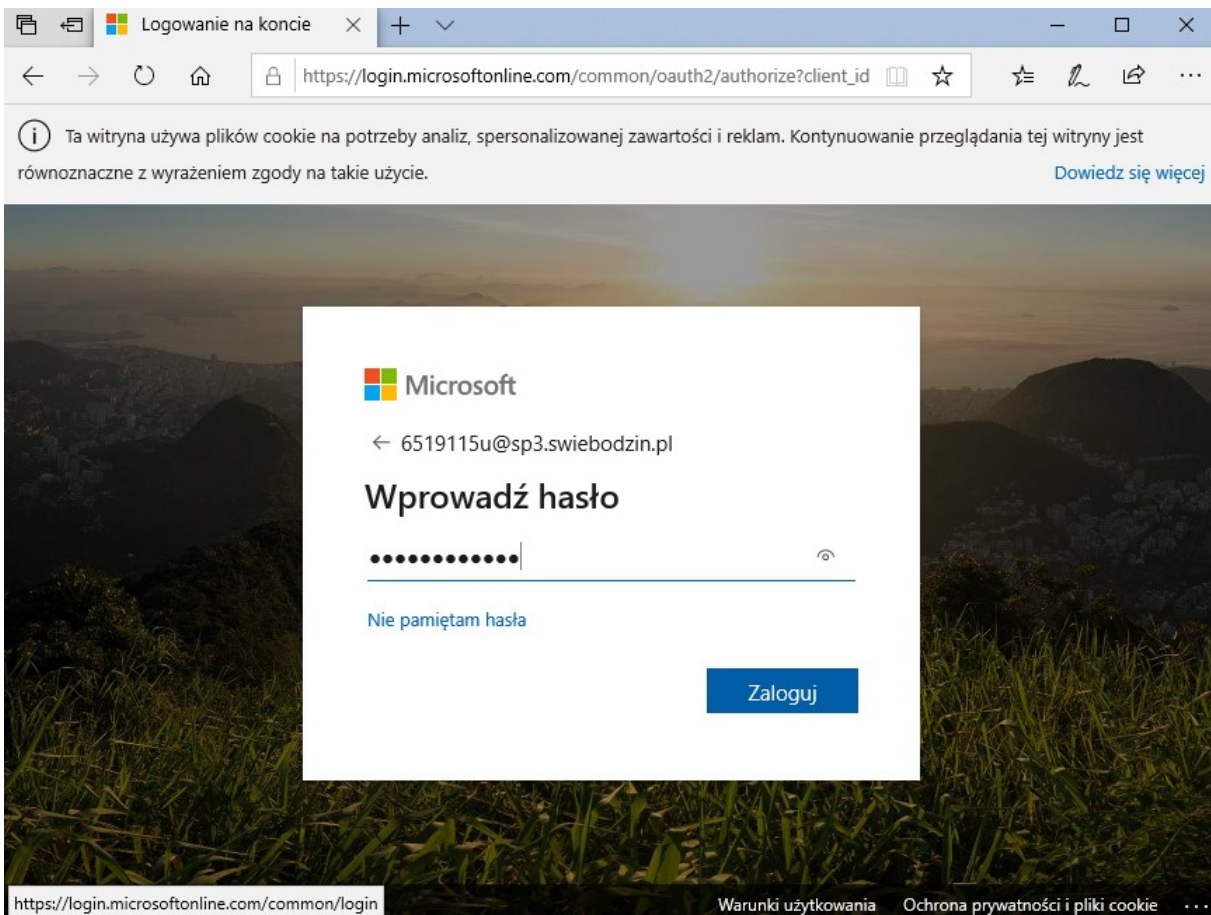 Logowanie na koncie
https://login.microsoftonline.com/common/oauth2/authorize?client_id
Ta witryna używa plików cookie na potrzeby analiz, spersonalizowanej zawartości i reklam. Kontynuowanie przeglądania tej witryny jest
równoznaczne z wyrażeniem zgody na takie użycie.
Dowiedz się więcej
Microsoft
6519115u@sp3.swiebodzin.pl
Wprowadź hasło
Nie pamiętam hasła
Zaloguj
https://login.microsoftonline.com/common/login
Warunki użytkowania Ochrona prywatności i pliki cookie